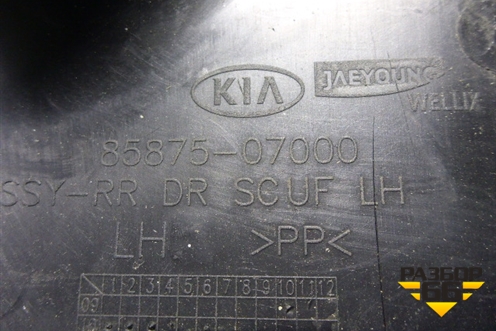 KIA JAEYOUNG
WELLIX
85875-07000
SSY-RR DR SCUF LH
LH >PP<
1 2 3 4 5 6 7 8 9 10 11 12
09
РАЗБОР
66